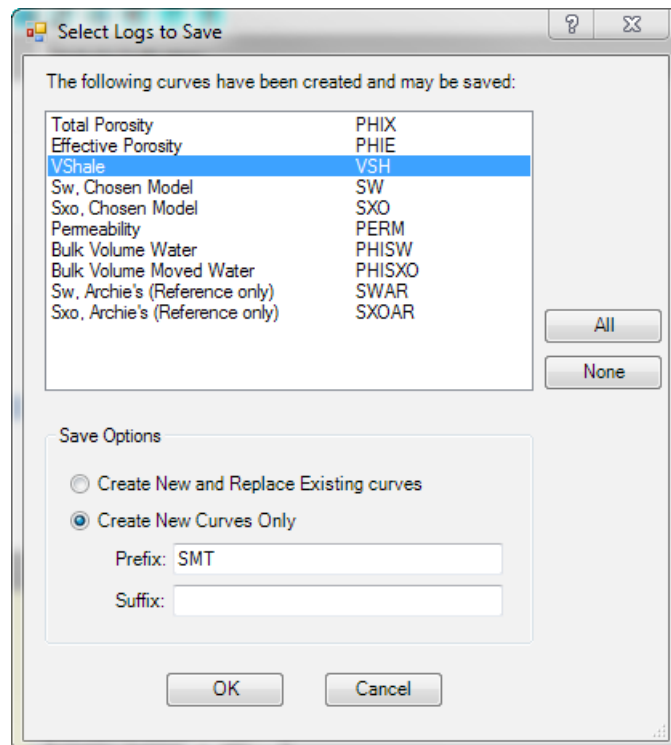 Select Logs to Save
The following curves have been created and may be saved:
Total Porosity PHIX
Effective Porosity PHIE
VShale VSH
Sw, Chosen Model SW
Sxo, Chosen Model SXO
Permeability PERM
Bulk Volume Water PHISW
Bulk Volume Moved Water PHISXO
Sw, Archie's (Reference only) SWAR
Sxo, Archie's (Reference only) SXOAR
All
None
Save Options
Create New and Replace Existing curves
Create New Curves Only
Prefix: SMT
Suffix:
OK Cancel